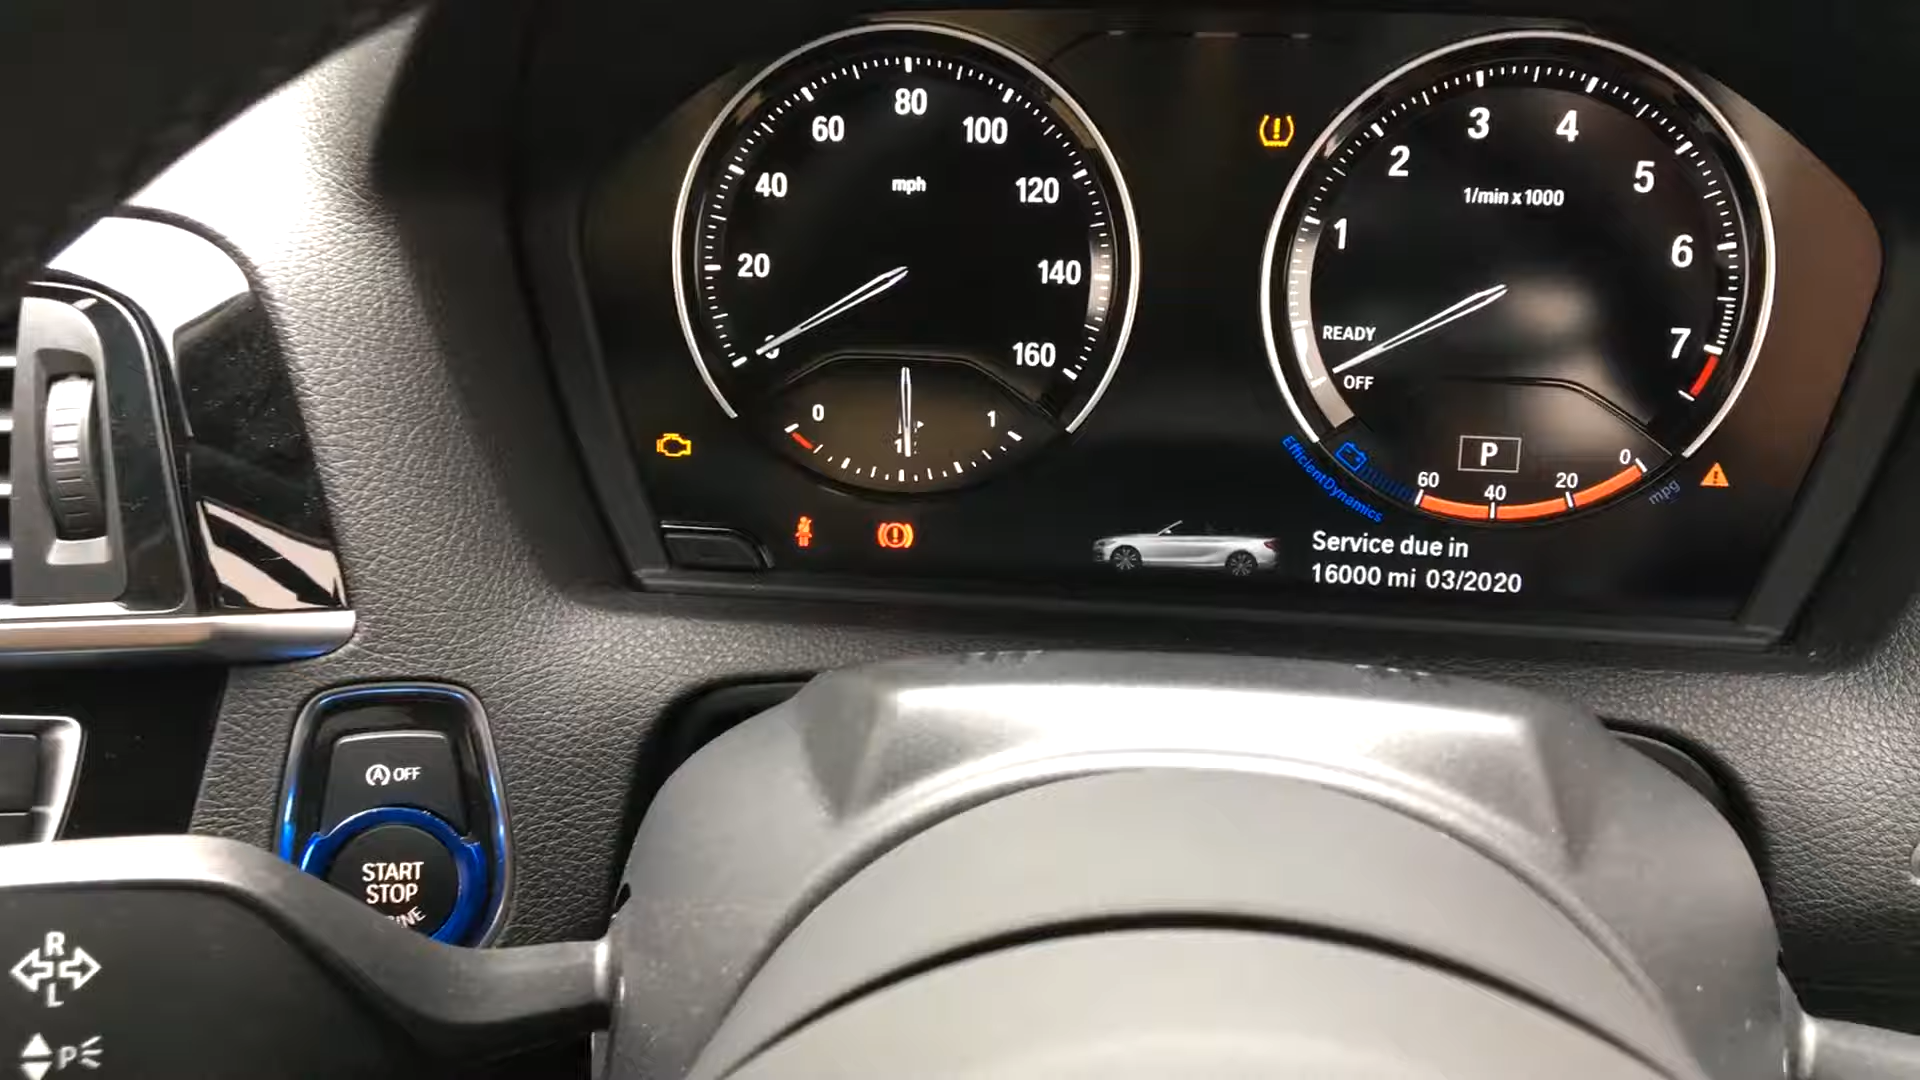 80
60
100
40
mph
120
20
140
160
0
1
3
4
2
5
1/min x 1000
1
6
READY
7
OFF
P
0
60
20
40
mpg
EfficientDynamics
Service due in
16000 mi 03/2020
A OFF
START
STOP
R
L
P